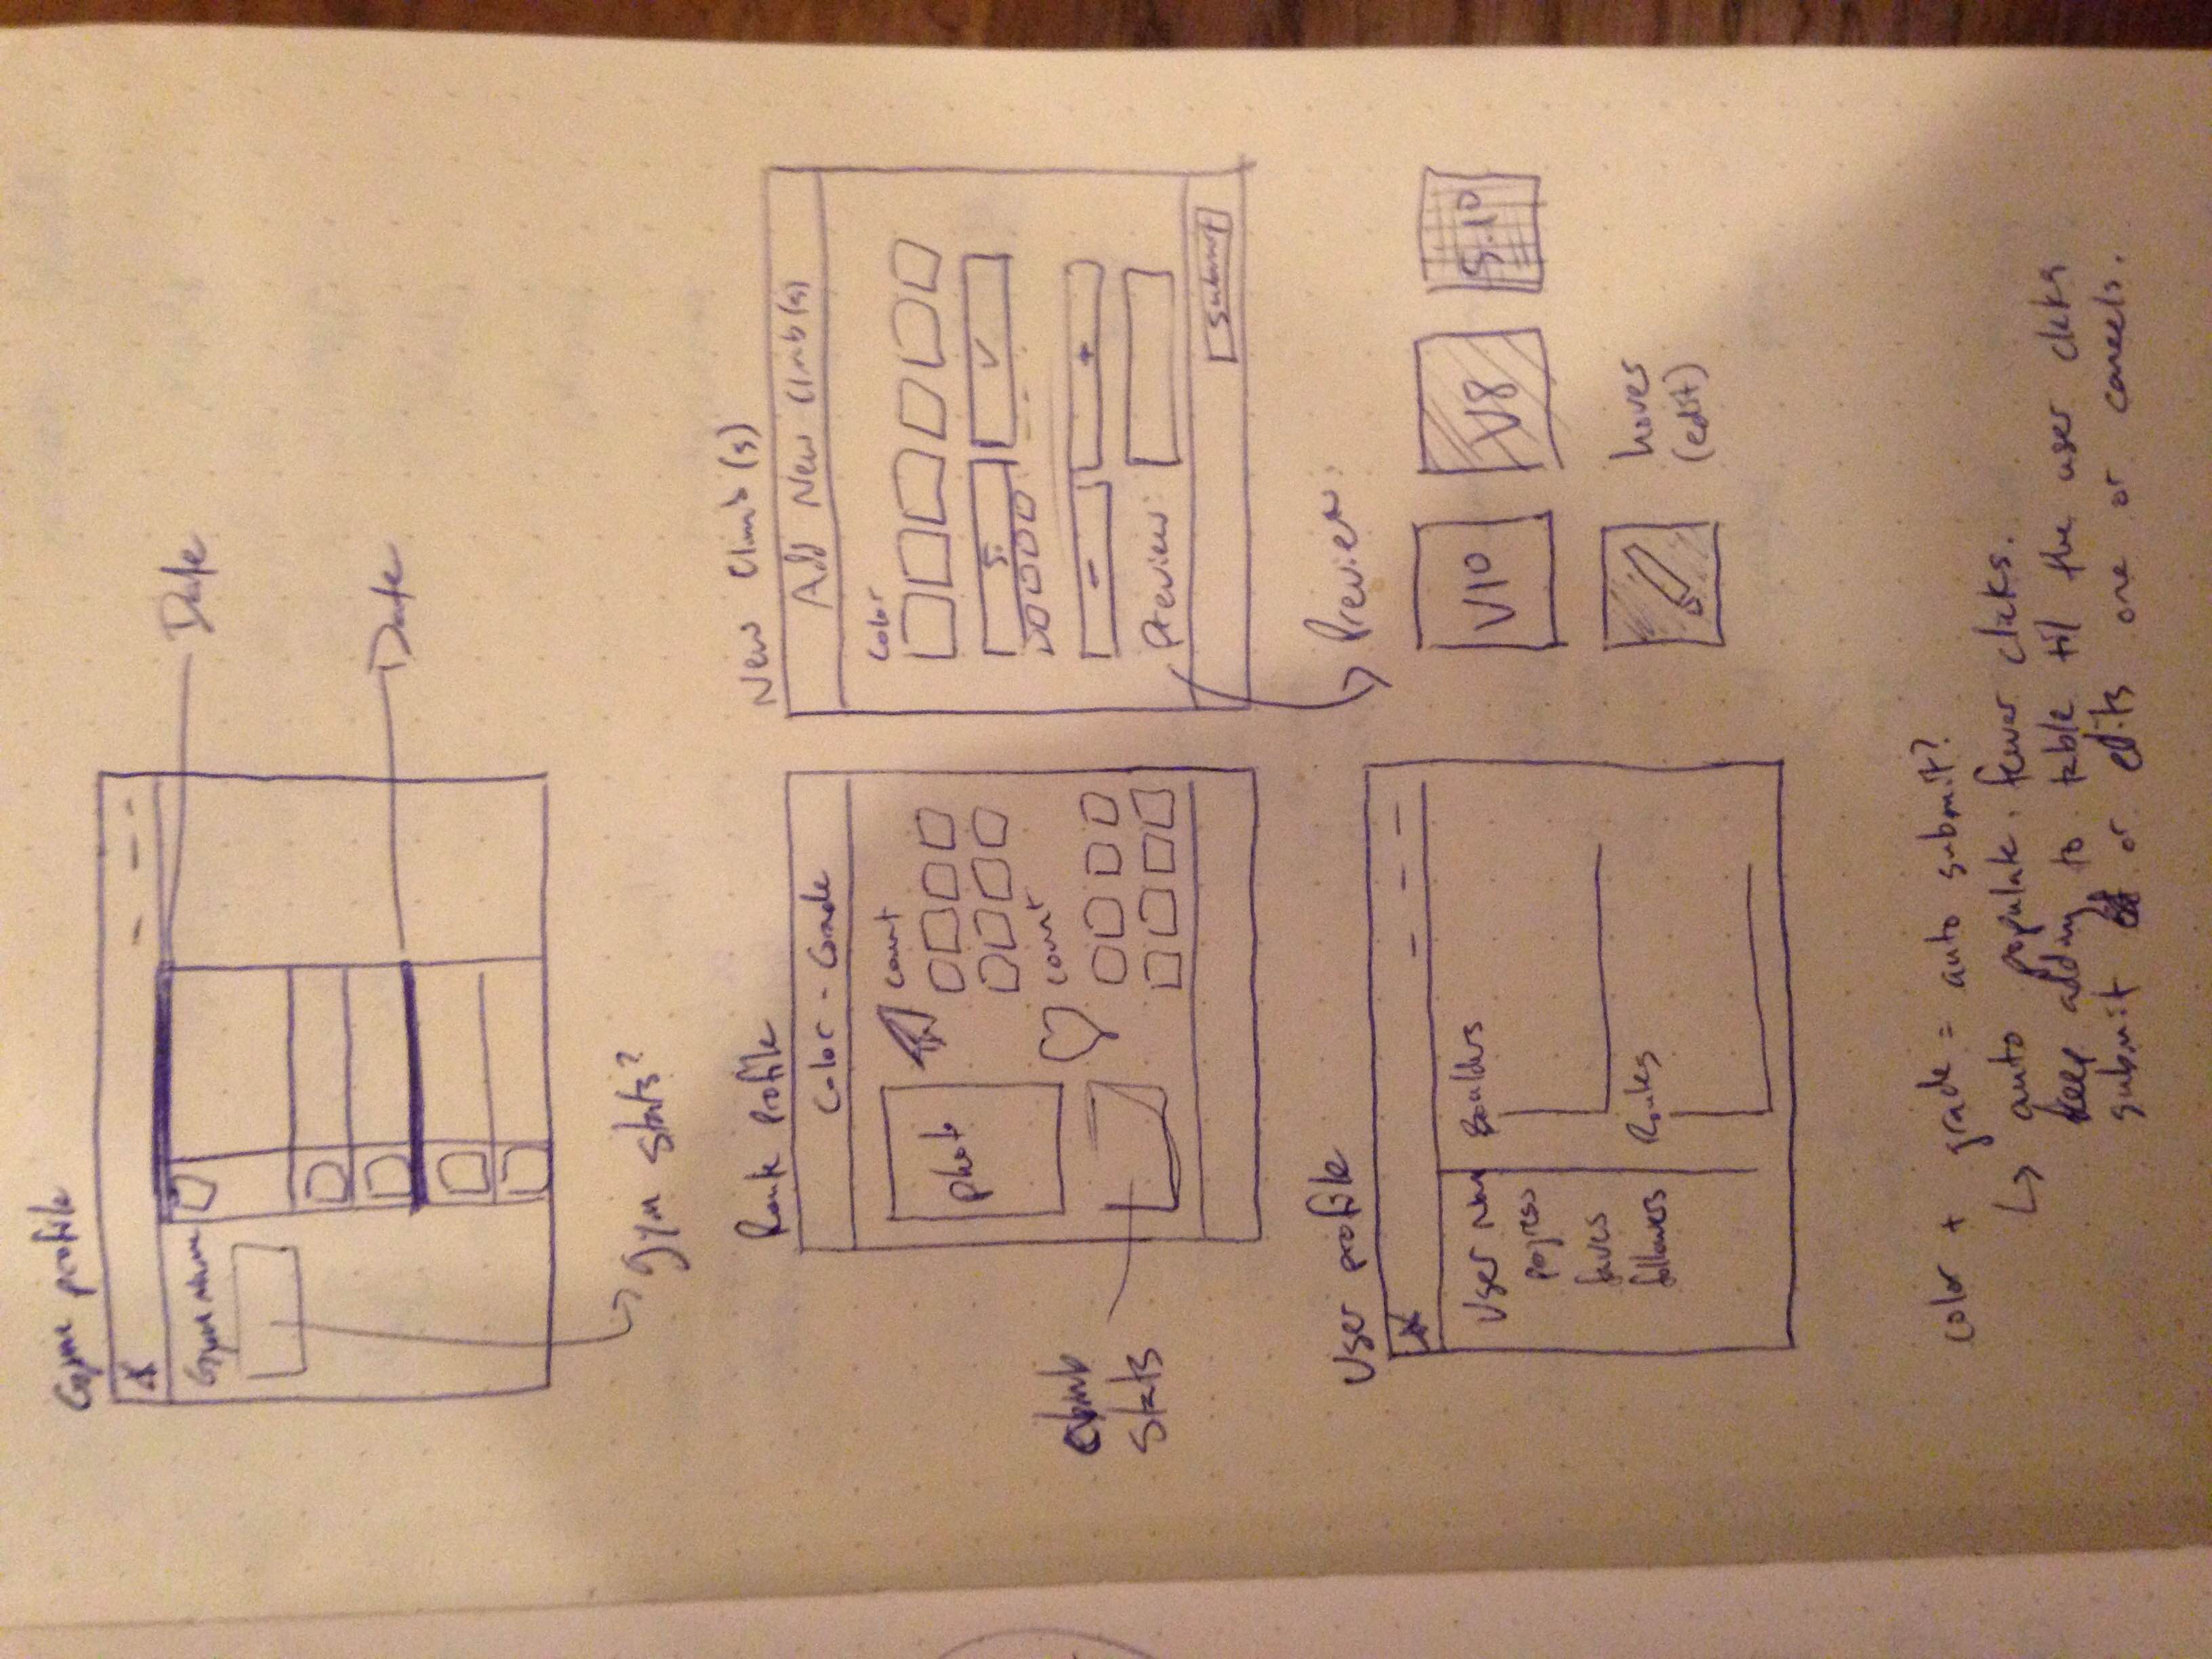 Gym profile
Gym name
Date
Date
gym stats?
Route profile
Color - Grade
photo
count
count
climb
stats
New Climb(s)
Add New Climb(s)
Color
5.
V
-
+
Preview:
Submit
Preview:
V10
V8
5.10
hover
(edit)
User profile
User Nam
progress
faves
followers
Boulders
Routes
color + grade = auto submit?
auto populate. fewer clicks.
keep adding to table til the user clicks
submit or edits one or cancels.